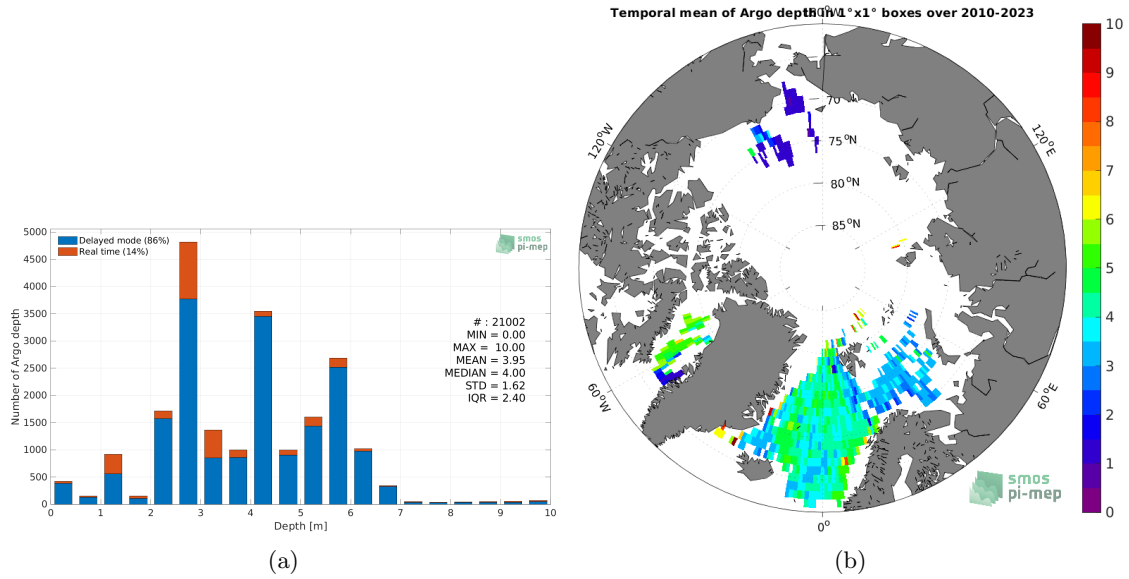 Temporal mean of Argo depth in 1°x1° boxes over 2010-2023
180°W
Number of Argo depth
5000
4500
4000
3500
3000
2500
2000
1500
1000
500
0
Delayed mode (86%)
Real time (14%)
smos
pi-mep
# : 21002
MIN = 0.00
MAX = 10.00
MEAN = 3.95
MEDIAN = 4.00
STD = 1.62
IQR = 2.40
0 1 2 3 4 5 6 7 8 9 10
Depth [m]
(a)
120°W
60°W
0°
60°E
120°E
70°N
75°N
80°N
85°N
smos
pi-mep
10
9
8
7
6
5
4
3
2
1
0
(b)